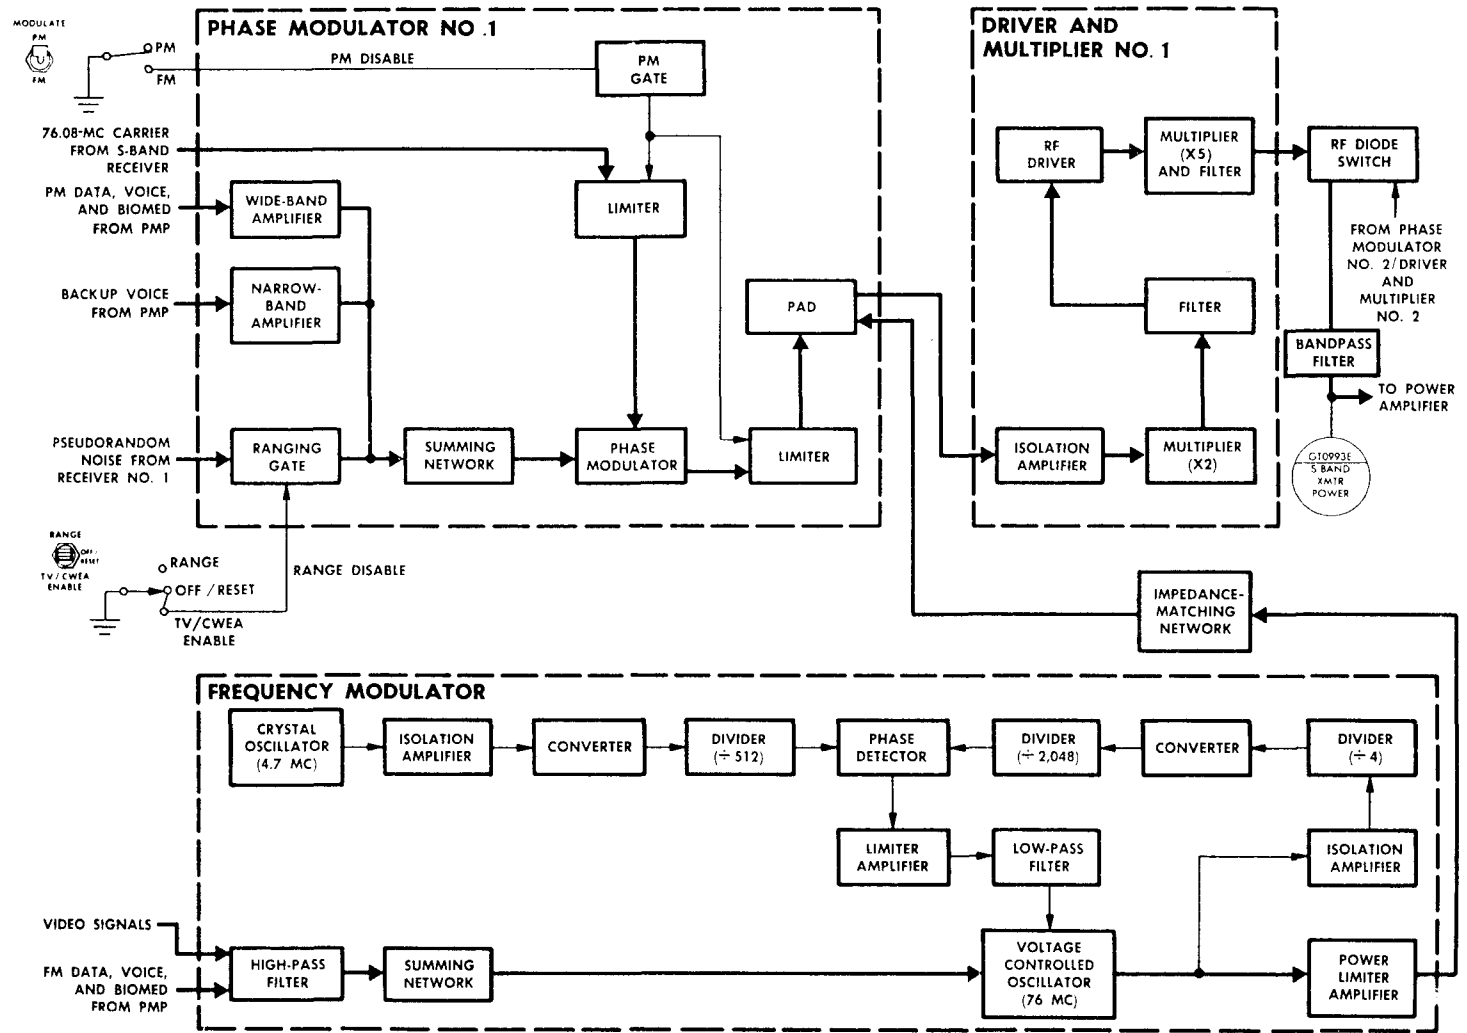 MODULATE
PM
FM
PM
FM
PHASE MODULATOR NO .1
PM DISABLE
PM
GATE
76.08-MC CARRIER
FROM S-BAND
RECEIVER
PM DATA, VOICE,
AND BIOMED
FROM PMP
WIDE-BAND
AMPLIFIER
LIMITER
BACKUP VOICE
FROM PMP
NARROW-
BAND
AMPLIFIER
PAD
PSEUDORANDOM
NOISE FROM
RECEIVER NO. 1
RANGING
GATE
SUMMING
NETWORK
PHASE
MODULATOR
LIMITER
RANGE
OFF/
RESET
TV/CWEA
ENABLE
RANGE
OFF/RESET
TV/CWEA
ENABLE
RANGE DISABLE
DRIVER AND
MULTIPLIER NO. 1
RF
DRIVER
MULTIPLIER
(X5)
AND FILTER
RF DIODE
SWITCH
FROM PHASE
MODULATOR
NO. 2/DRIVER
AND
MULTIPLIER
NO. 2
FILTER
BANDPASS
FILTER
TO POWER
AMPLIFIER
ISOLATION
AMPLIFIER
MULTIPLIER
(X2)
GT0993E
S BAND
XMTR
POWER
IMPEDANCE-
MATCHING
NETWORK
FREQUENCY MODULATOR
CRYSTAL
OSCILLATOR
(4.7 MC)
ISOLATION
AMPLIFIER
CONVERTER
DIVIDER
(÷512)
PHASE
DETECTOR
DIVIDER
(÷2,048)
CONVERTER
DIVIDER
(÷4)
LIMITER
AMPLIFIER
LOW-PASS
FILTER
ISOLATION
AMPLIFIER
VIDEO SIGNALS
FM DATA, VOICE,
AND BIOMED
FROM PMP
HIGH-PASS
FILTER
SUMMING
NETWORK
VOLTAGE
CONTROLLED
OSCILLATOR
(76 MC)
POWER
LIMITER
AMPLIFIER